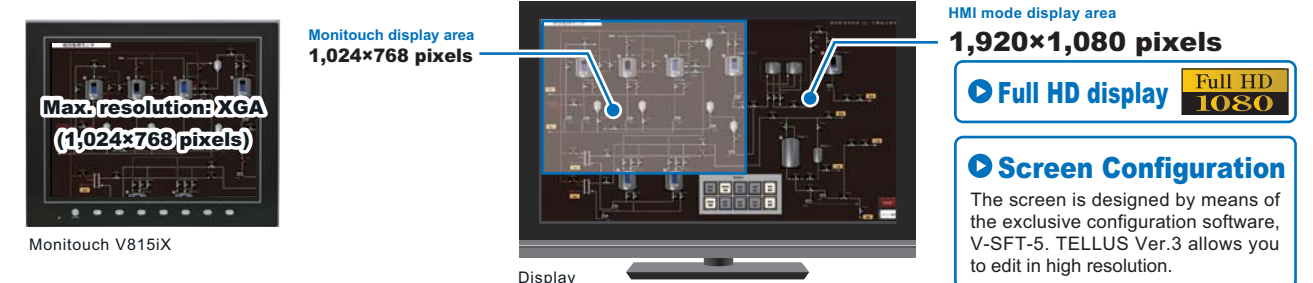 Max. resolution: XGA
(1,024×768 pixels)
Monitouch V815iX
Monitouch display area
1,024×768 pixels
Display
HMI mode display area
1,920×1,080 pixels
Full HD display
Full HD
1080
Screen Configuration
The screen is designed by means of
the exclusive configuration software,
V-SFT-5. TELLUS Ver.3 allows you
to edit in high resolution.